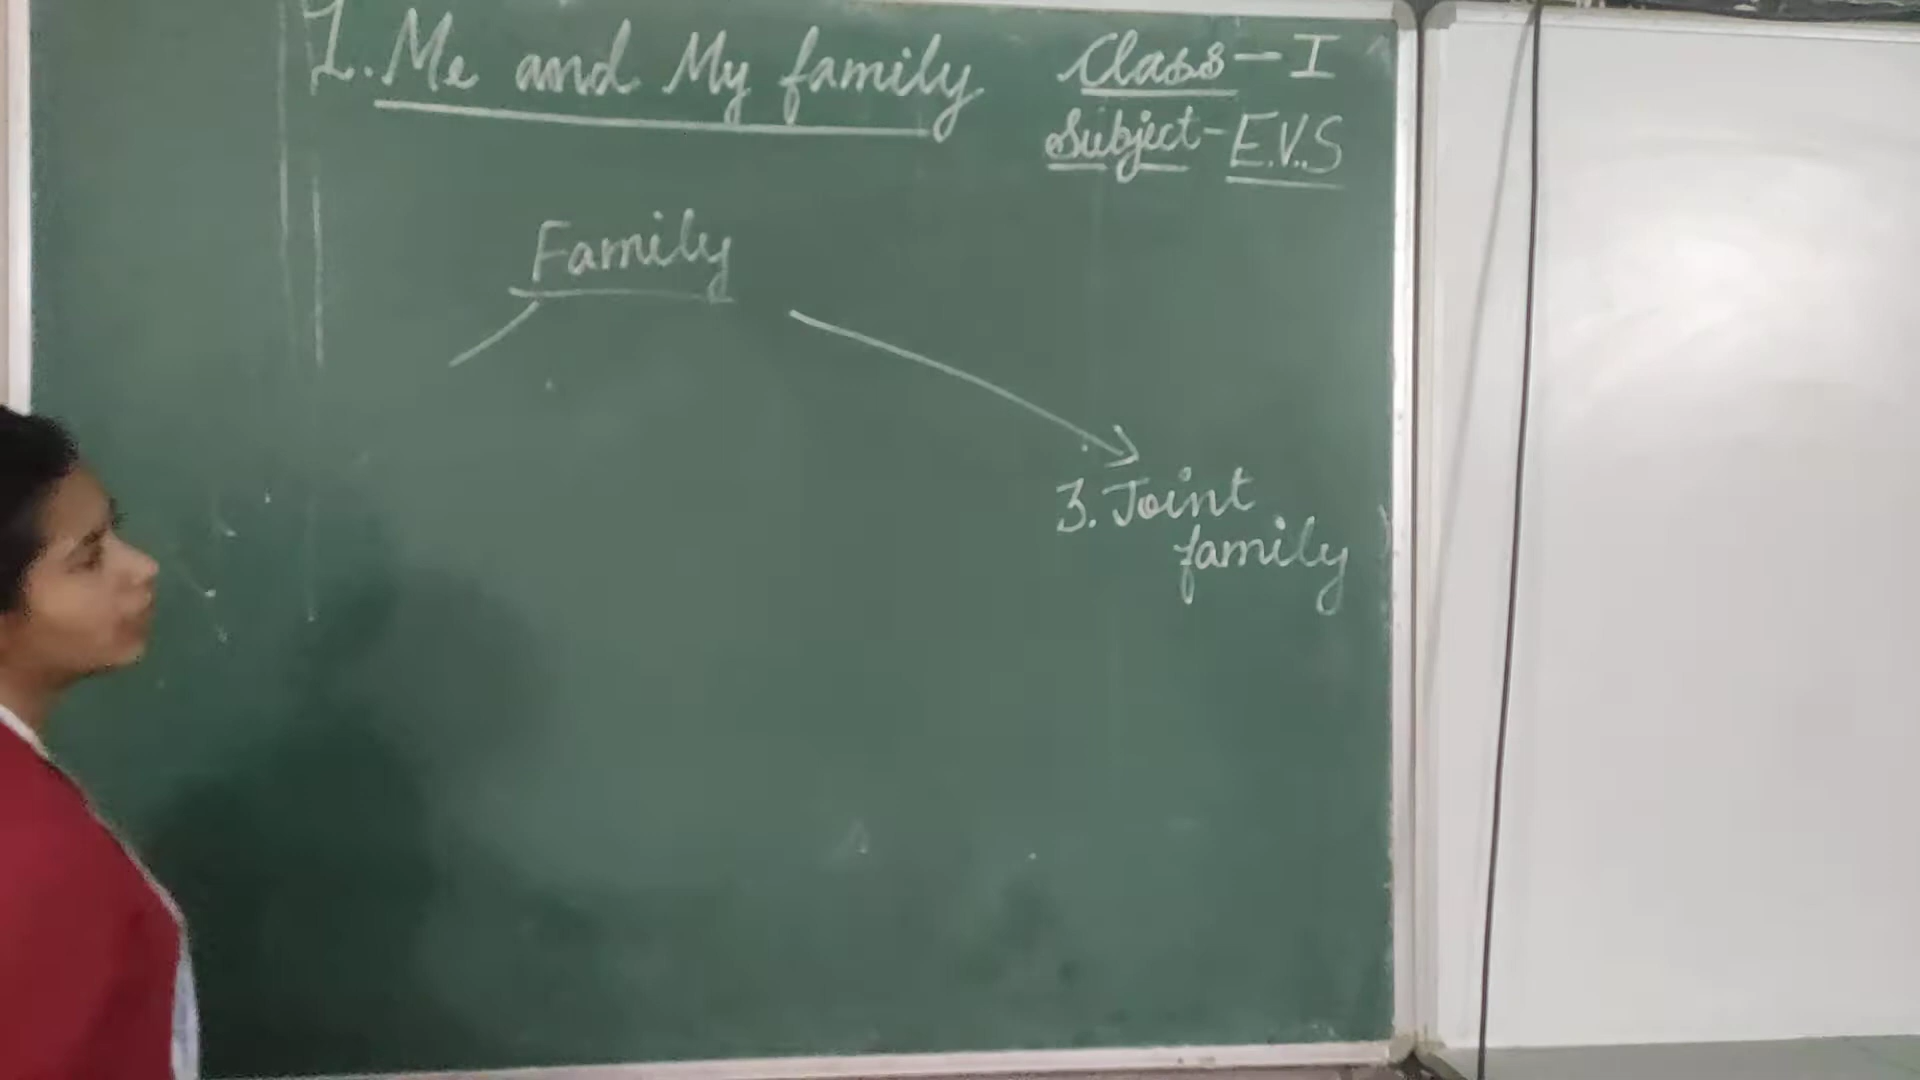 1. Me and My family
Class - I
Subject - E.V.S
Family
3. Joint
family